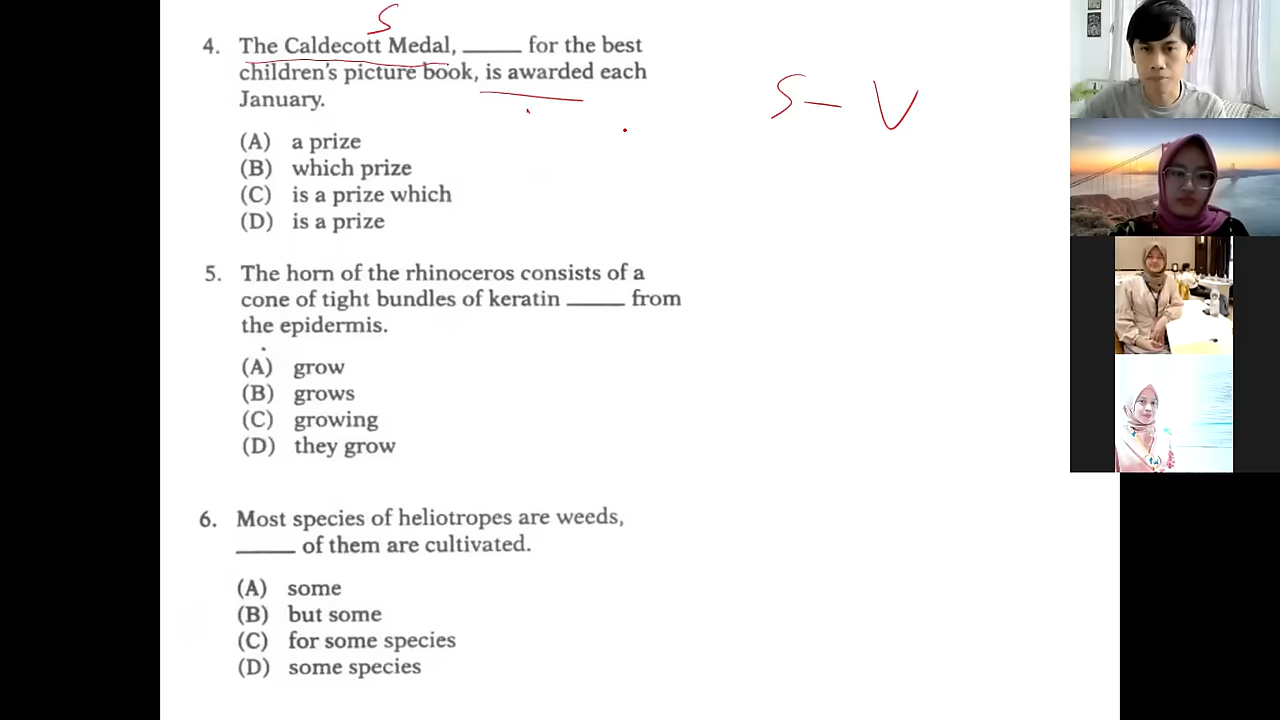 S
4. The Caldecott Medal, _____ for the best
children's picture book, is awarded each
January.
S – V
(A) a prize
(B) which prize
(C) is a prize which
(D) is a prize
5. The horn of the rhinoceros consists of a
cone of tight bundles of keratin _____ from
the epidermis.
(A) grow
(B) grows
(C) growing
(D) they grow
6. Most species of heliotropes are weeds,
_____ of them are cultivated.
(A) some
(B) but some
(C) for some species
(D) some species